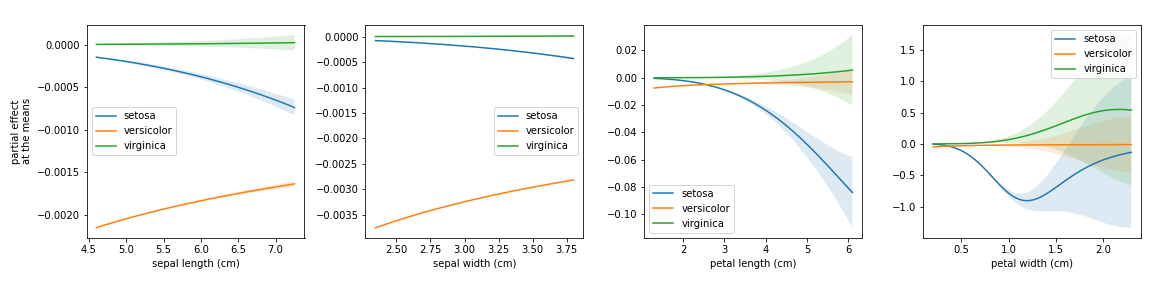 partial effect
at the means
0.0000
−0.0005
−0.0010
−0.0015
−0.0020
setosa
versicolor
virginica
4.5 5.0 5.5 6.0 6.5 7.0
sepal length (cm)
0.0000
−0.0005
−0.0010
−0.0015
−0.0020
−0.0025
−0.0030
−0.0035
setosa
versicolor
virginica
2.50 2.75 3.00 3.25 3.50 3.75
sepal width (cm)
0.02
0.00
−0.02
−0.04
−0.06
−0.08
−0.10
setosa
versicolor
virginica
2 3 4 5 6
petal length (cm)
1.5
1.0
0.5
0.0
−0.5
−1.0
setosa
versicolor
virginica
0.5 1.0 1.5 2.0
petal width (cm)